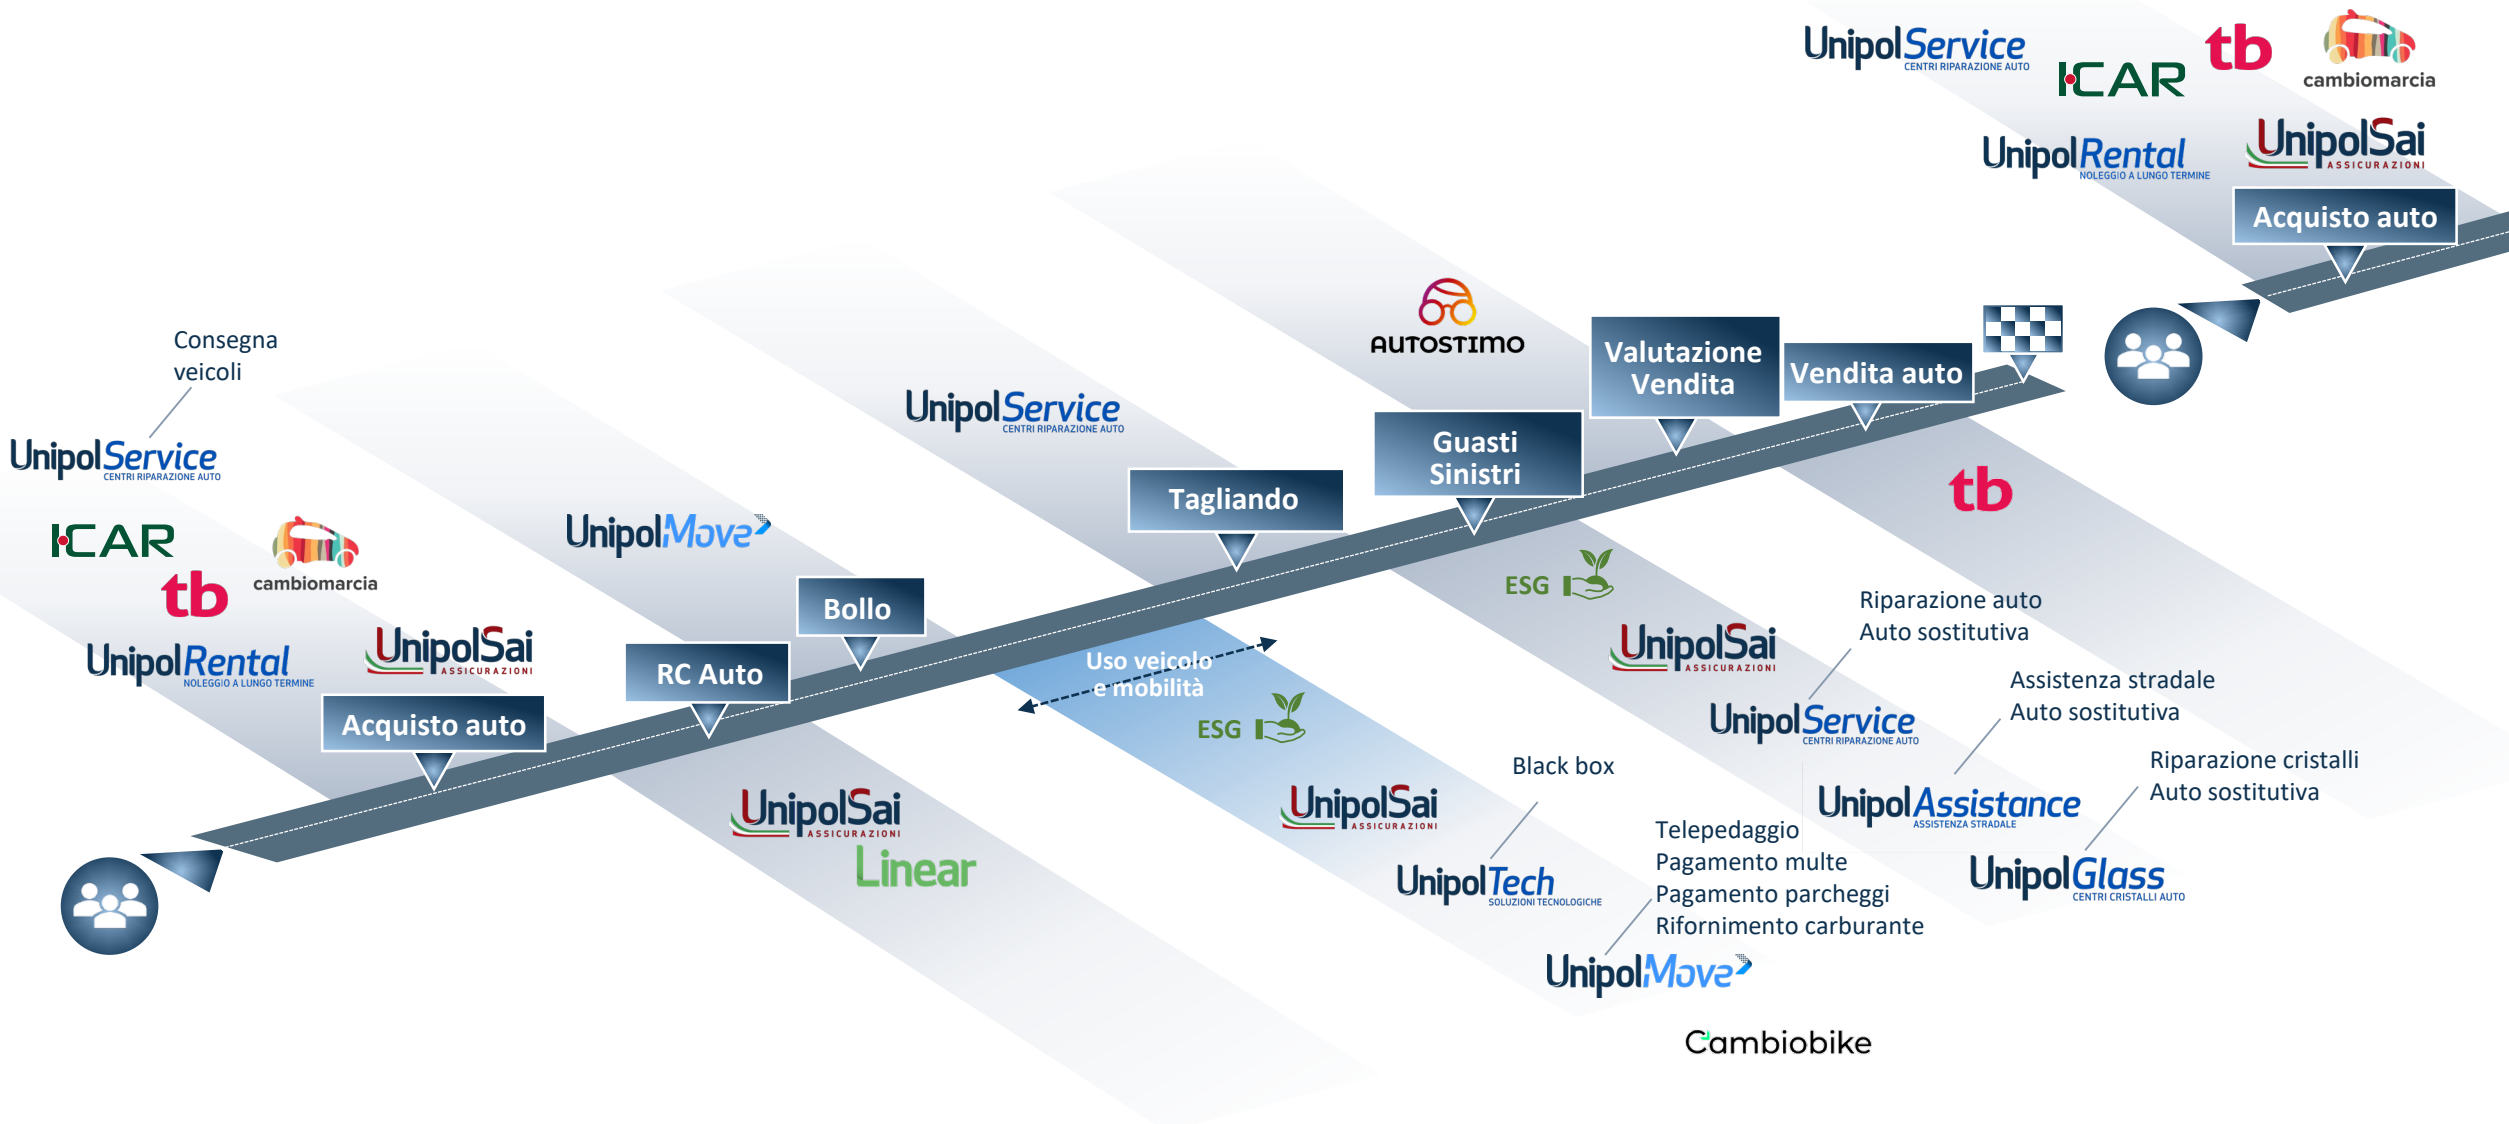 UnipolService
CENTRI RIPARAZIONE AUTO
ICAR
tb
cambiomarcia
UnipolRental
NOLEGGIO A LUNGO TERMINE
UnipolSai
ASSICURAZIONI
Acquisto auto
AUTOSTIMO
Valutazione
Vendita
Vendita auto
Consegna
veicoli
UnipolService
CENTRI RIPARAZIONE AUTO
UnipolService
CENTRI RIPARAZIONE AUTO
Guasti
Sinistri
Tagliando
tb
ICAR
cambiomarcia
tb
UnipolRental
NOLEGGIO A LUNGO TERMINE
UnipolSai
ASSICURAZIONI
Acquisto auto
UnipolMove
Bollo
RC Auto
Uso veicolo
e mobilità
ESG
ESG
UnipolSai
ASSICURAZIONI
Riparazione auto
Auto sostitutiva
UnipolService
CENTRI RIPARAZIONE AUTO
Assistenza stradale
Auto sostitutiva
UnipolAssistance
ASSISTENZA STRADALE
Riparazione cristalli
Auto sostitutiva
UnipolGlass
CENTRI CRISTALLI AUTO
UnipolSai
ASSICURAZIONI
Linear
UnipolSai
ASSICURAZIONI
Black box
UnipolTech
SOLUZIONI TECNOLOGICHE
Telepedaggio
Pagamento multe
Pagamento parcheggi
Rifornimento carburante
UnipolMove
Cambiobike